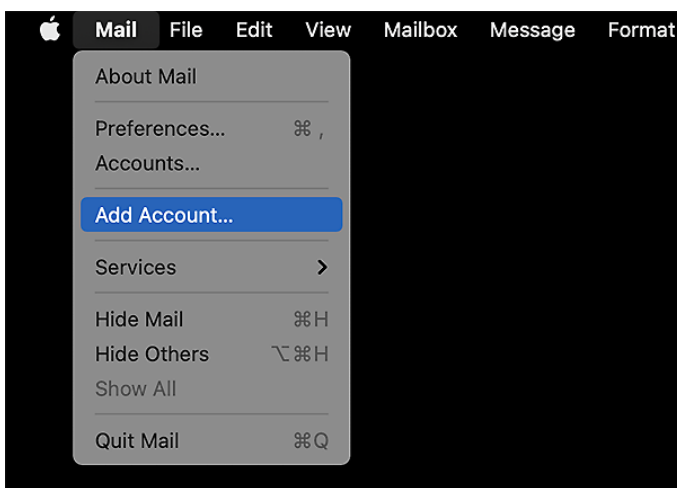 Mail File Edit View Mailbox Message Format
About Mail
Preferences... ⌘ ,
Accounts...
Add Account...
Services
Hide Mail ⌘H
Hide Others ⌥⌘H
Show All
Quit Mail ⌘Q